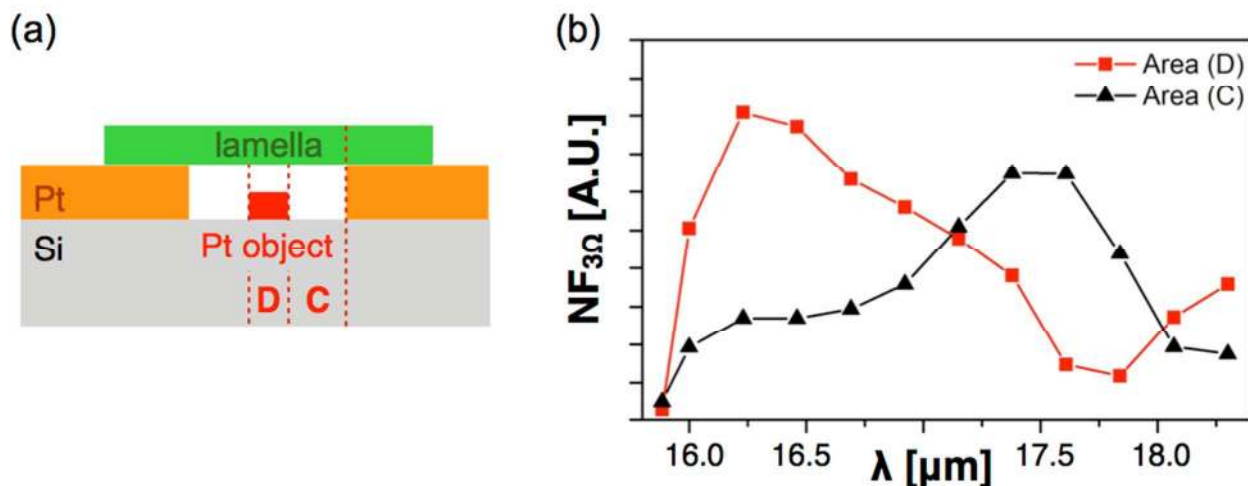 (a)
lamella
Pt
Si
Pt object
D
C
(b)
NF3Ω [A.U.]
Area (D)
Area (C)
16.0
16.5
17.5
18.0
λ [μm]